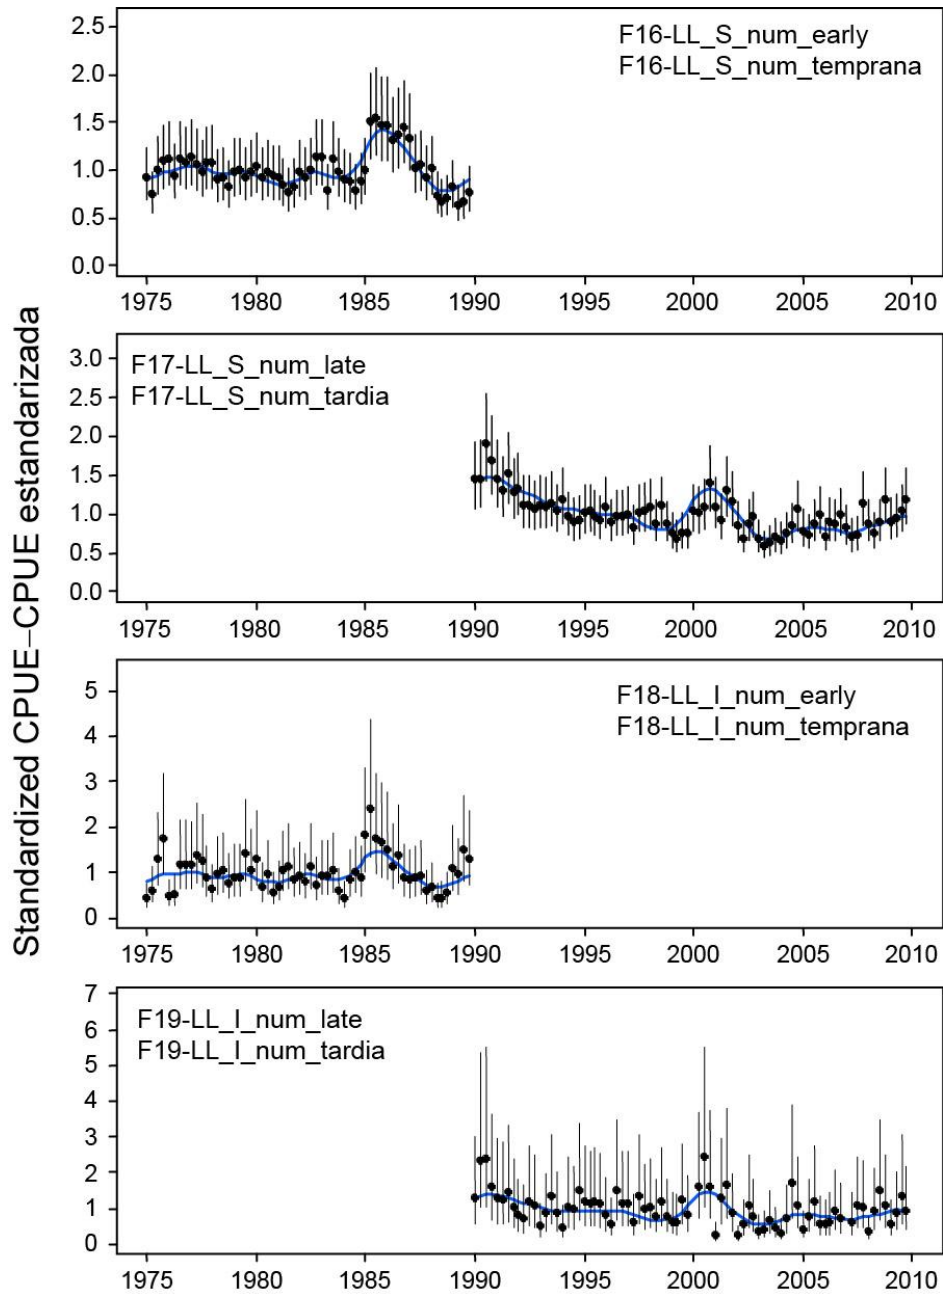 Standardized CPUE–CPUE estandarizada
2.5
2.0
1.5
1.0
0.5
0.0
F16-LL_S_num_early
F16-LL_S_num_temprana
1975 1980 1985 1990 1995 2000 2005 2010
3.0
2.5
2.0
1.5
1.0
0.5
0.0
F17-LL_S_num_late
F17-LL_S_num_tardia
1975 1980 1985 1990 1995 2000 2005 2010
5
4
3
2
1
0
F18-LL_I_num_early
F18-LL_I_num_temprana
1975 1980 1985 1990 1995 2000 2005 2010
7
6
5
4
3
2
1
0
F19-LL_I_num_late
F19-LL_I_num_tardia
1975 1980 1985 1990 1995 2000 2005 2010